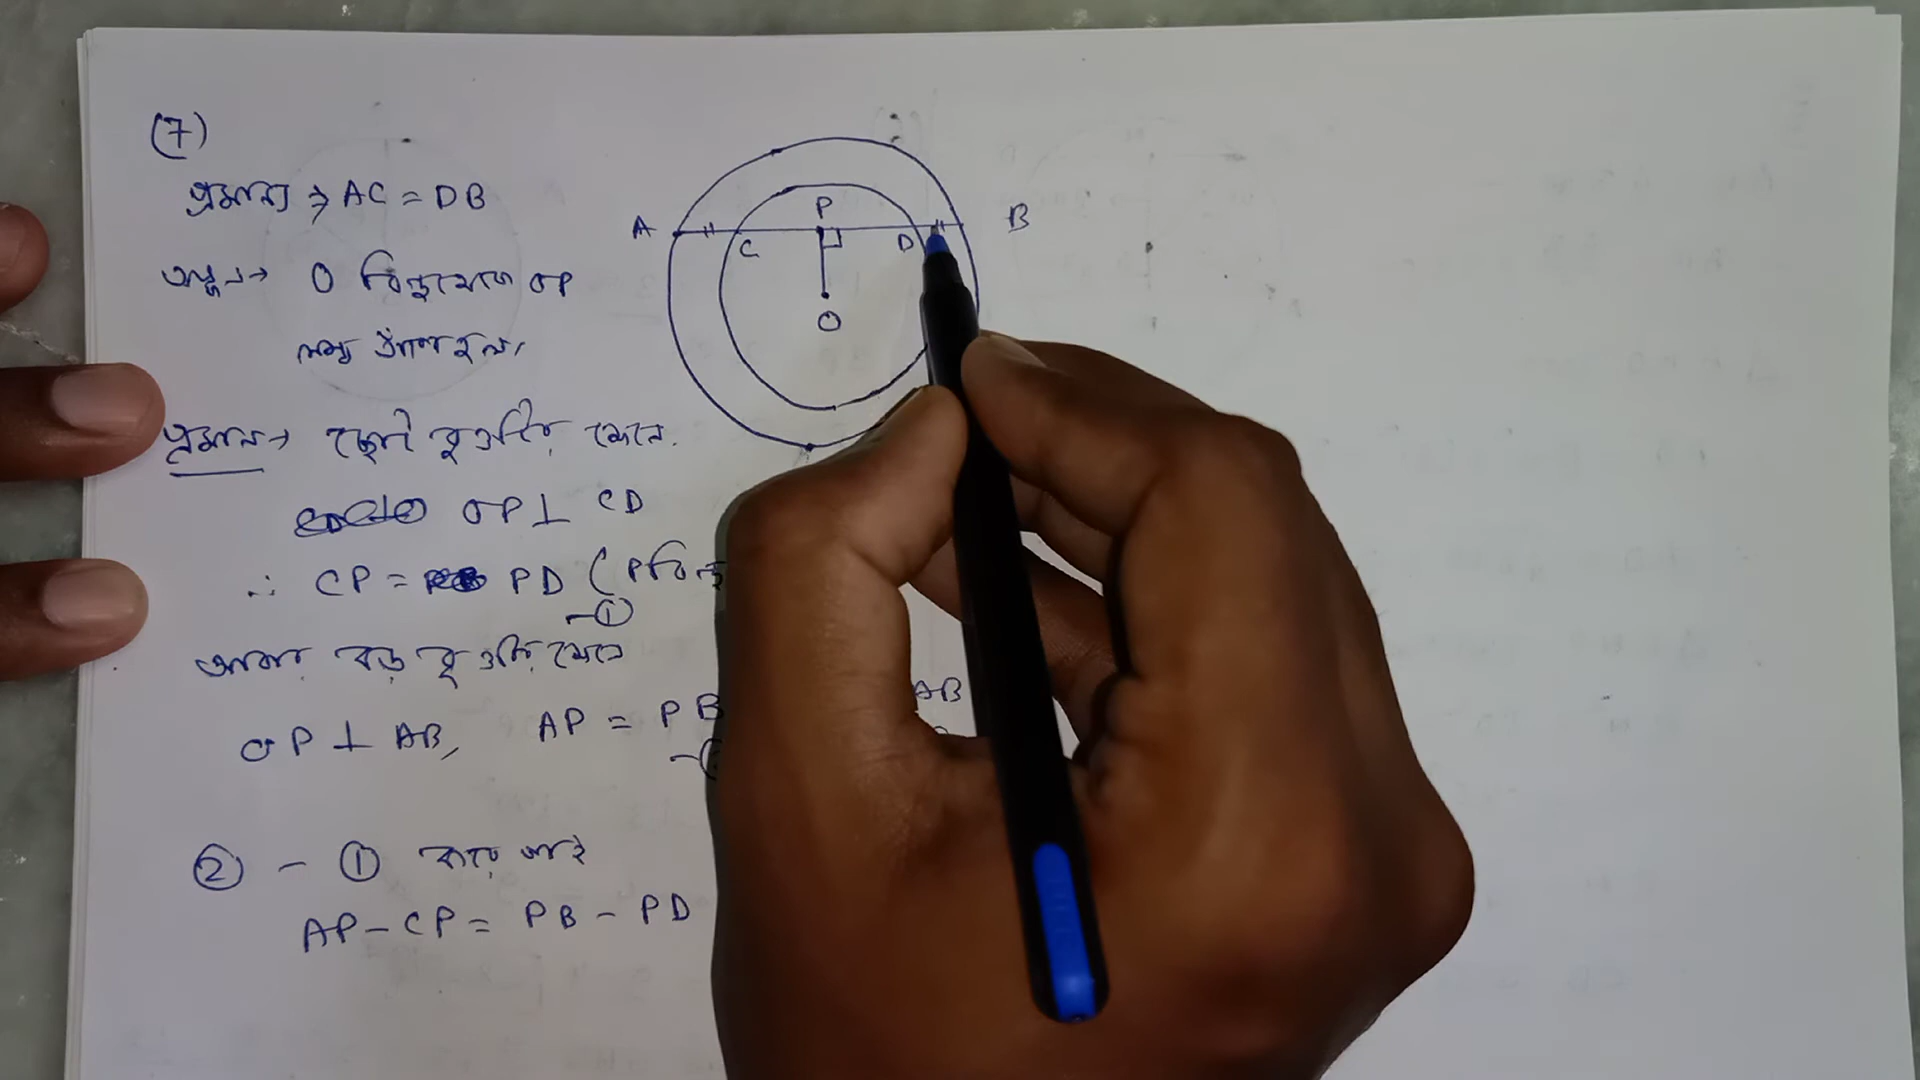 (7)
প্রমান্য → AC = DB
অঙ্কন → O বিন্দু থেকে OP
লম্ব টানা হল।
A
P
B
C
D
O
প্রমান → ছোট বৃত্তটির ক্ষেত্রে.
OP ⊥ CD
∴ CP = PD (P বিন্দু
-①
আবার বড় বৃত্তটির ক্ষেত্রে
OP ⊥ AB, AP = PB AB
② - ① করে পাই
AP - CP = PB - PD